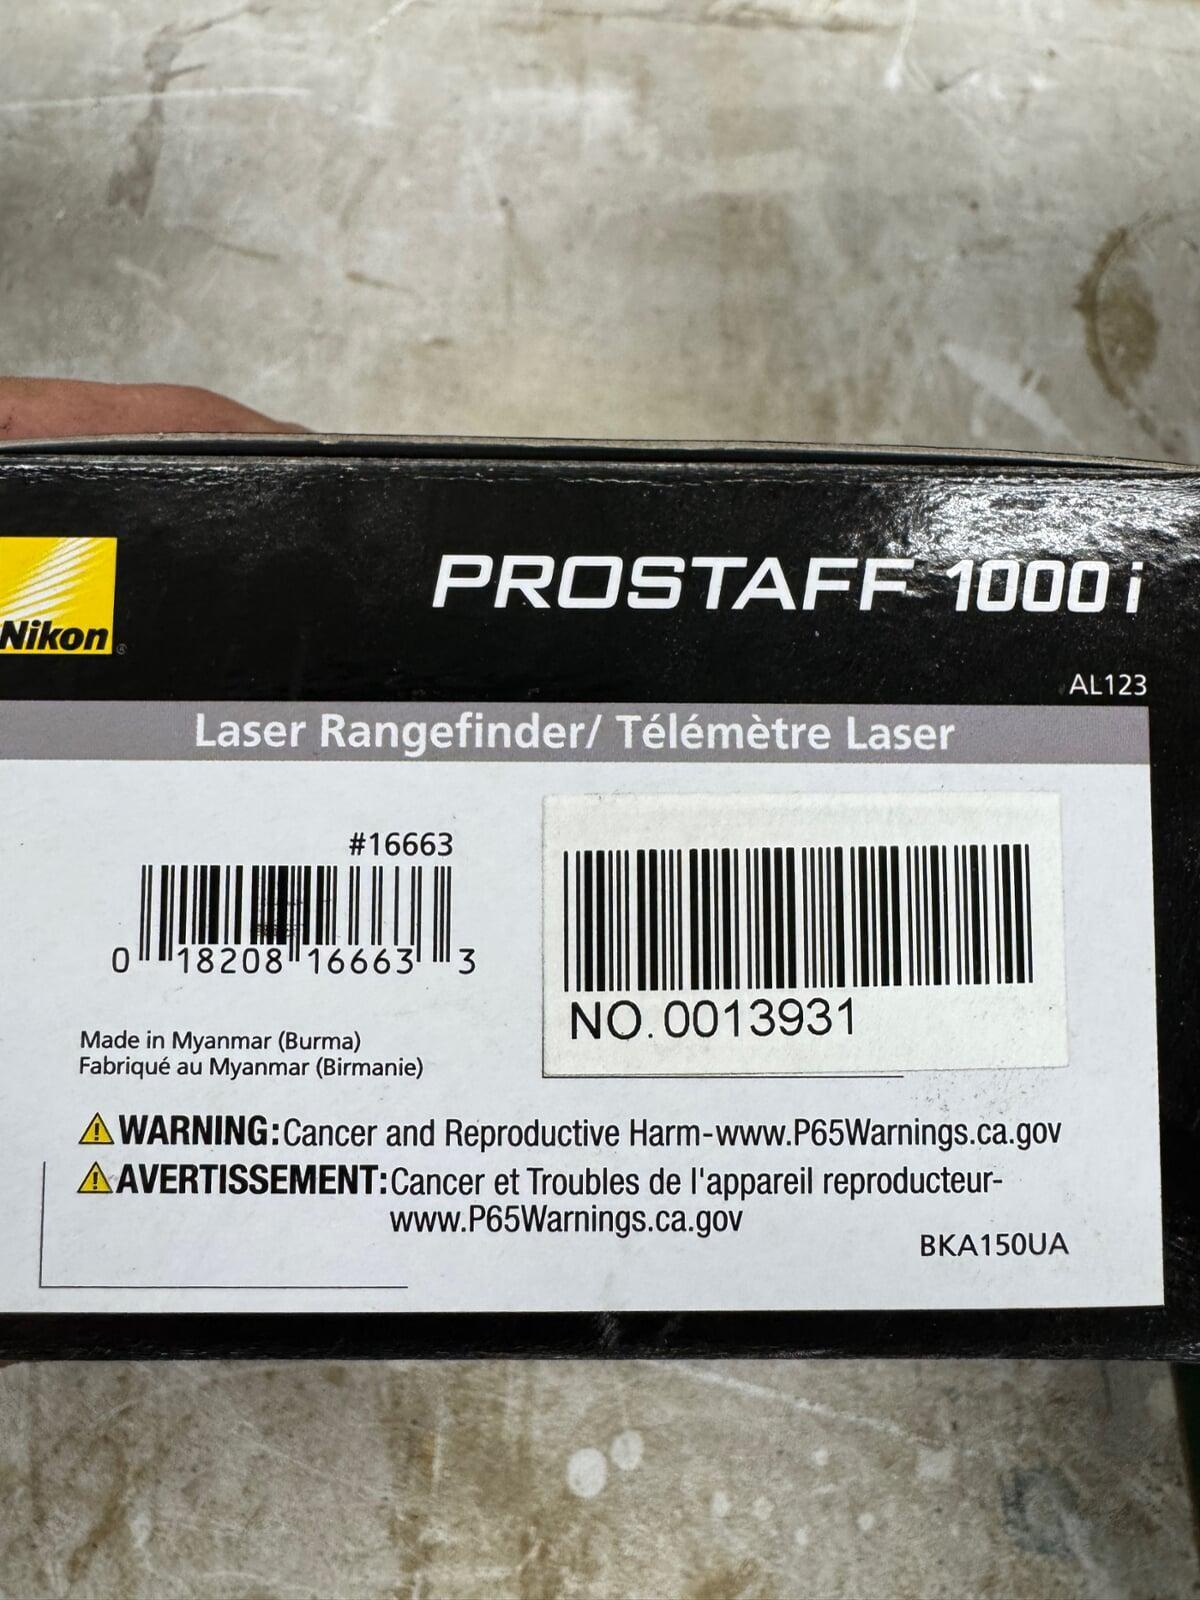 Nikon®
PROSTAFF 1000i
AL123
Laser Rangefinder/ Télémètre Laser
#16663
0 18208 16663 3
NO.0013931
Made in Myanmar (Burma)
Fabriqué au Myanmar (Birmanie)
WARNING:Cancer and Reproductive Harm-www.P65Warnings.ca.gov
AVERTISSEMENT:Cancer et Troubles de l'appareil reproducteur-
www.P65Warnings.ca.gov
BKA150UA